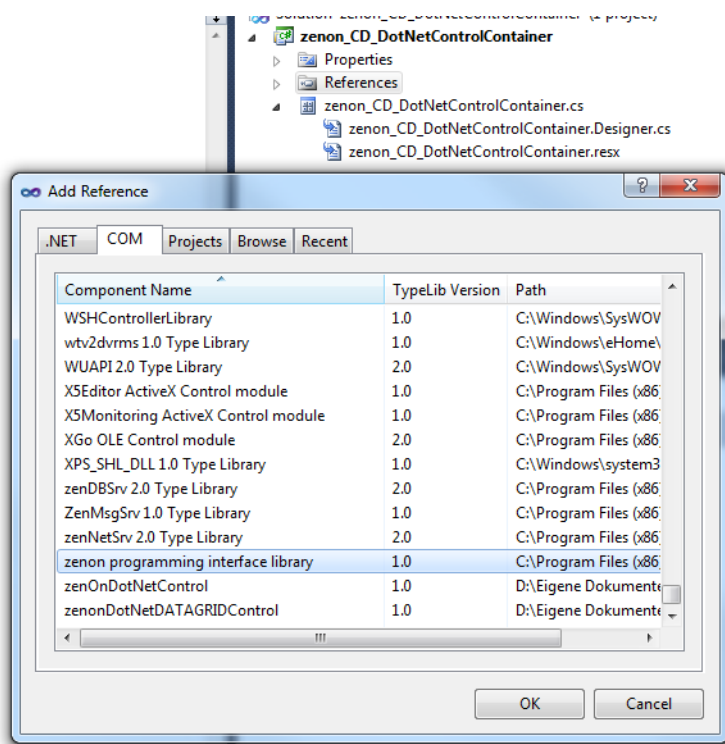 Solution 'zenon_CD_DotNetControlContainer' (1 project)
zenon_CD_DotNetControlContainer
Properties
References
zenon_CD_DotNetControlContainer.cs
zenon_CD_DotNetControlContainer.Designer.cs
zenon_CD_DotNetControlContainer.resx
Add Reference
.NET COM Projects Browse Recent
Component Name TypeLib Version Path
WSHControllerLibrary 1.0 C:\Windows\SysWOW
wtv2dvrms 1.0 Type Library 1.0 C:\Windows\eHome\
WUAPI 2.0 Type Library 2.0 C:\Windows\SysWOW
X5Editor ActiveX Control module 1.0 C:\Program Files (x86)
X5Monitoring ActiveX Control module 1.0 C:\Program Files (x86)
XGo OLE Control module 2.0 C:\Program Files (x86)
XPS_SHL_DLL 1.0 Type Library 1.0 C:\Windows\system3
zenDBSrv 2.0 Type Library 2.0 C:\Program Files (x86)
ZenMsgSrv 1.0 Type Library 1.0 C:\Program Files (x86)
zenNetSrv 2.0 Type Library 2.0 C:\Program Files (x86)
zenon programming interface library 1.0 C:\Program Files (x86)
zenOnDotNetControl 1.0 D:\Eigene Dokumente
zenonDotNetDATAGRIDControl 1.0 D:\Eigene Dokumente
OK Cancel